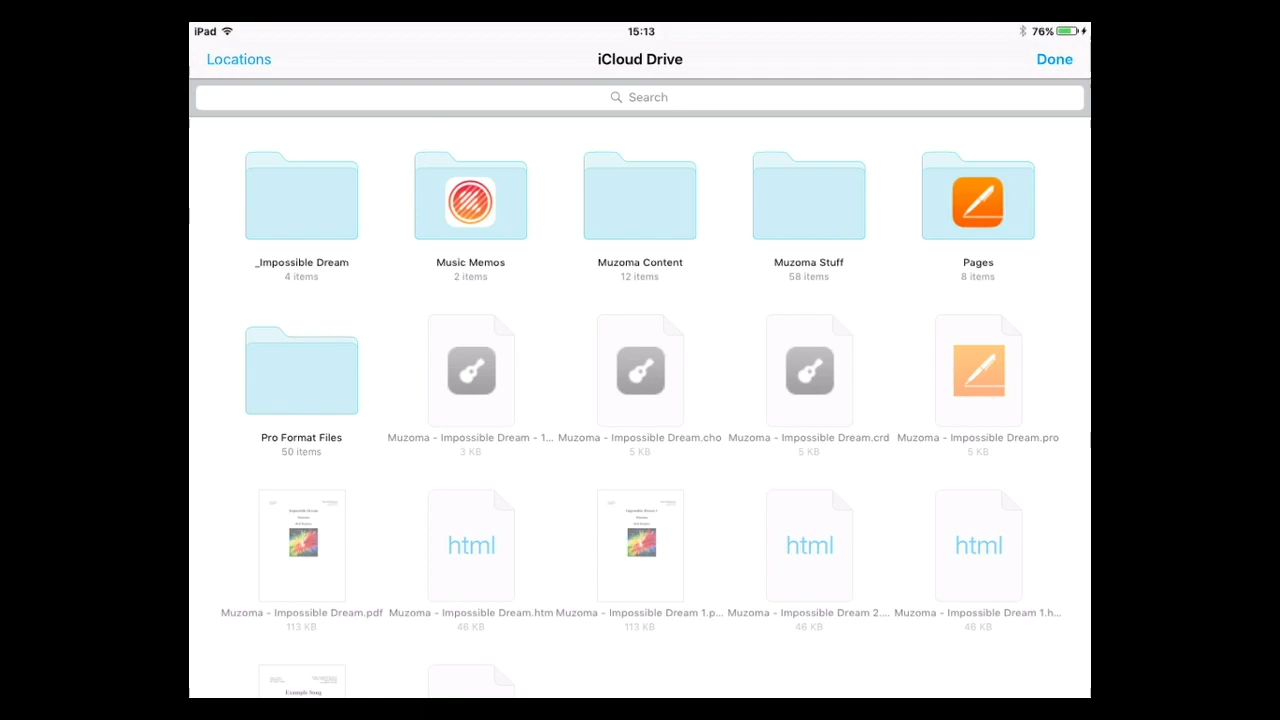 iPad 15:13 76%
Locations iCloud Drive Done
Search
_Impossible Dream Music Memos Muzoma Content Muzoma Stuff Pages
4 items 2 items 12 items 58 items 8 items
Pro Format Files Muzoma - Impossible Dream - 1... Muzoma - Impossible Dream.cho Muzoma - Impossible Dream.crd Muzoma - Impossible Dream.pro
50 items 3 KB 5 KB 5 KB 5 KB
html html html
Muzoma - Impossible Dream.pdf Muzoma - Impossible Dream.htm Muzoma - Impossible Dream 1.p... Muzoma - Impossible Dream 2.... Muzoma - Impossible Dream 1.h...
113 KB 46 KB 113 KB 46 KB 46 KB
Example Song